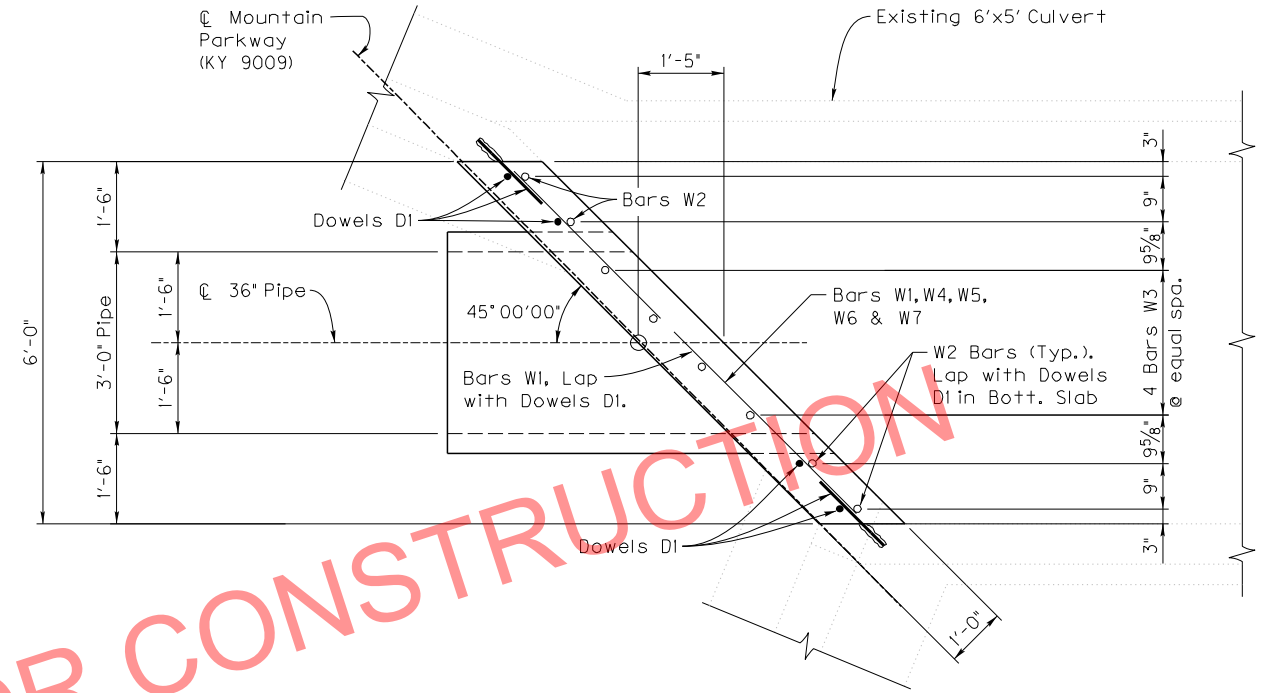 ℄ Mountain
Parkway
(KY 9009)
Existing 6'x5' Culvert
1'-5"
3"
9"
9⅝"
4 Bars W3
@ equal spa.
9⅝"
9"
3"
Bars W2
Dowels D1
1'-6"
3'-0" Pipe
1'-6"
6'-0"
1'-6"
1'-6"
℄ 36" Pipe
45°00'00"
Bars W1, W4, W5,
W6 & W7
Bars W1, Lap
with Dowels D1.
W2 Bars (Typ.).
Lap with Dowels
D1 in Bott. Slab
Dowels D1
1'-0"
OR CONSTRUCTION